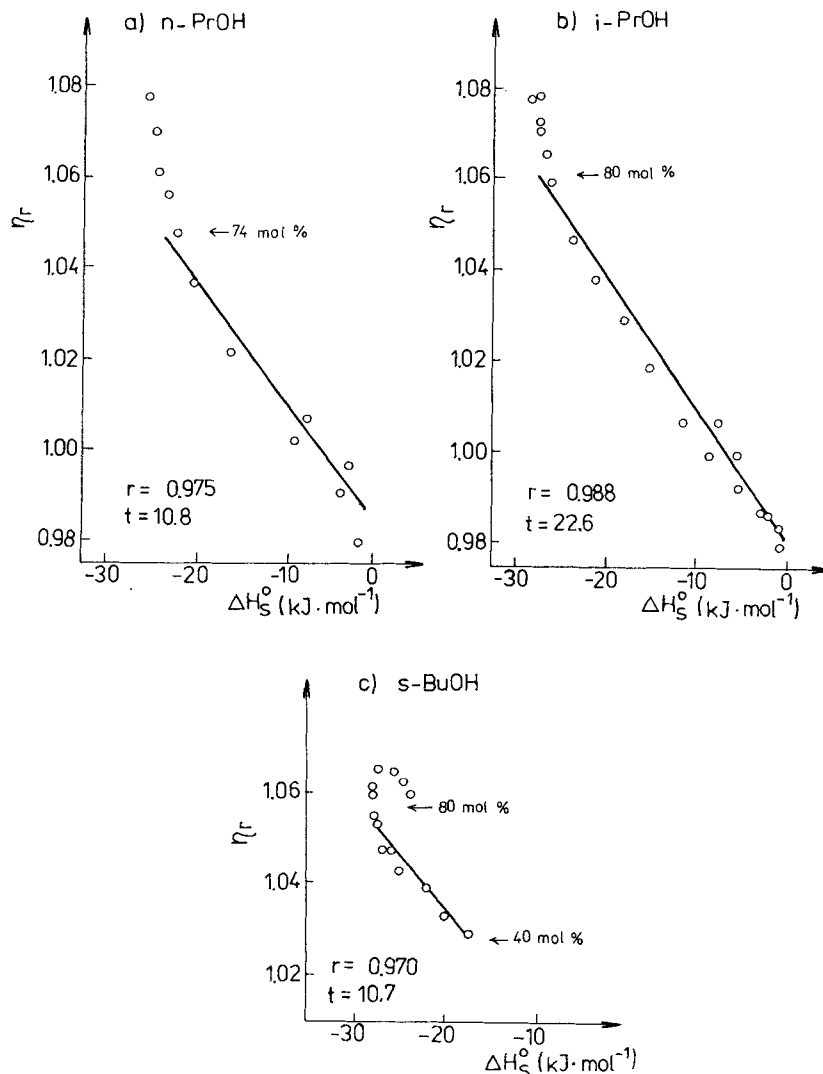 a) n-PrOH
1.08
1.06
1.04
1.02
1.00
0.98
ηr
←74 mol %
r = 0.975
t = 10.8
-30 -20 -10 0
ΔH°S (kJ·mol⁻¹)
b) i-PrOH
1.08
1.06
1.04
1.02
1.00
0.98
ηr
← 80 mol %
r = 0.988
t = 22.6
-30 -20 -10 0
ΔH°S (kJ·mol⁻¹)
c) s-BuOH
1.06
1.04
1.02
ηr
← 80 mol %
← 40 mol %
r = 0.970
t = 10.7
-30 -20 -10
ΔH°S (kJ·mol⁻¹)